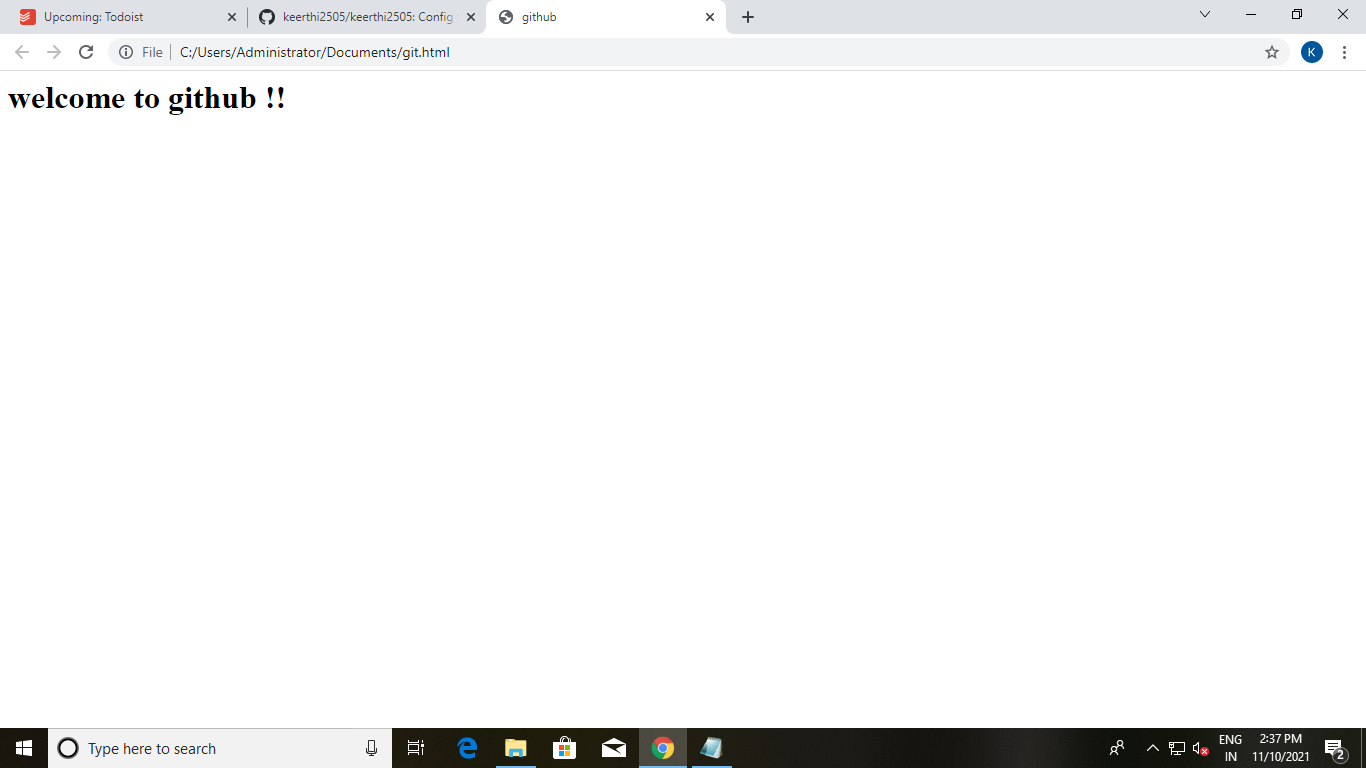 Upcoming: Todoist
keerthi2505/keerthi2505: Config
github
File
C:/Users/Administrator/Documents/git.html
K
welcome to github !!
Type here to search
ENG
IN
2:37 PM
11/10/2021
2